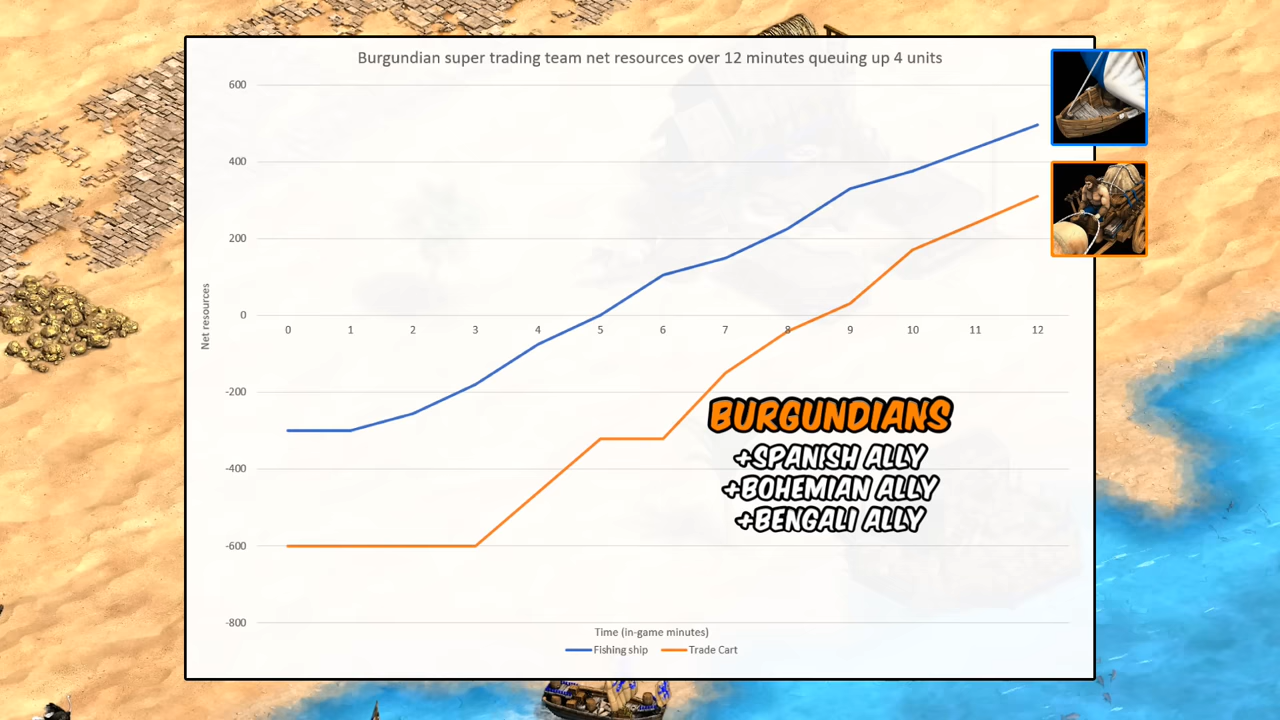 Burgundian super trading team net resources over 12 minutes queuing up 4 units
600
400
200
0
-200
-400
-600
-800
Net resources
0 1 2 3 4 5 6 7 8 9 10 11 12
BURGUNDIANS
+SPANISH ALLY
+BOHEMIAN ALLY
+BENGALI ALLY
Time (in-game minutes)
Fishing ship Trade Cart